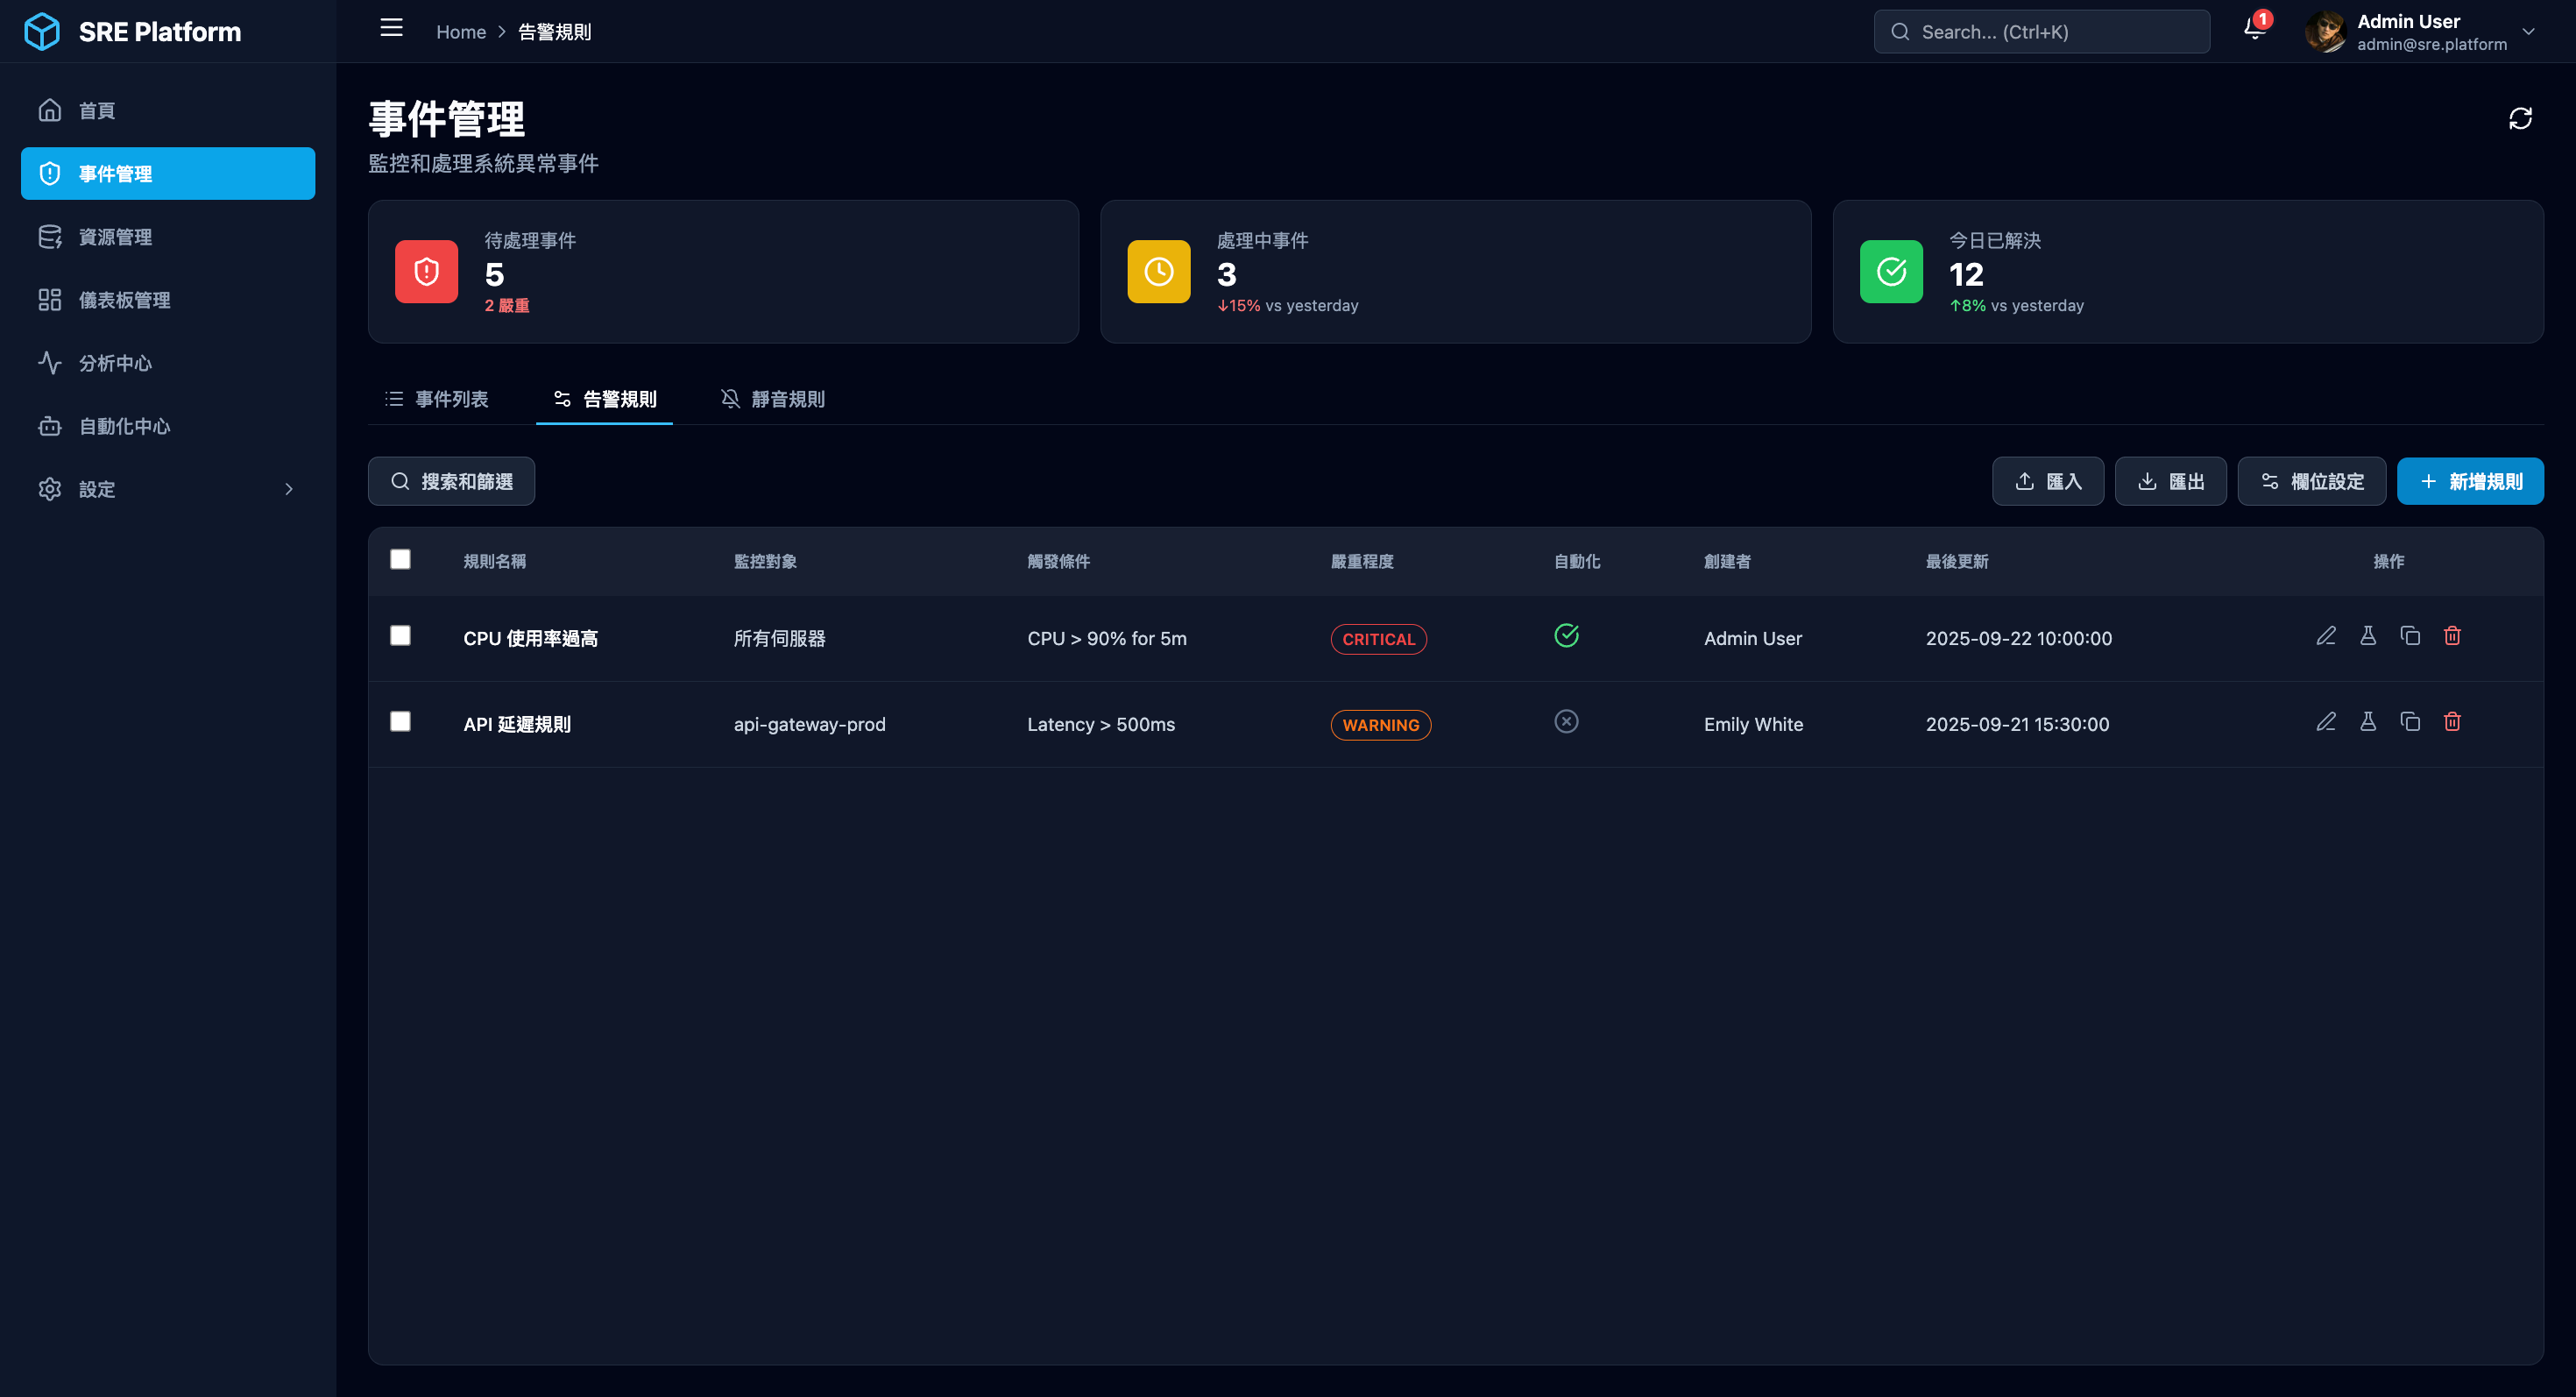 SRE Platform
Home > 告警規則
Search... (Ctrl+K)
1
Admin User
admin@sre.platform
首頁
事件管理
資源管理
儀表板管理
分析中心
自動化中心
設定
事件管理
監控和處理系統異常事件
待處理事件
5
2 嚴重
處理中事件
3
↓15% vs yesterday
今日已解決
12
↑8% vs yesterday
事件列表 告警規則 靜音規則
搜索和篩選 匯入 匯出 欄位設定 新增規則
規則名稱 監控對象 觸發條件 嚴重程度 自動化 創建者 最後更新 操作
CPU 使用率過高 所有伺服器 CPU > 90% for 5m CRITICAL Admin User 2025-09-22 10:00:00
API 延遲規則 api-gateway-prod Latency > 500ms WARNING Emily White 2025-09-21 15:30:00